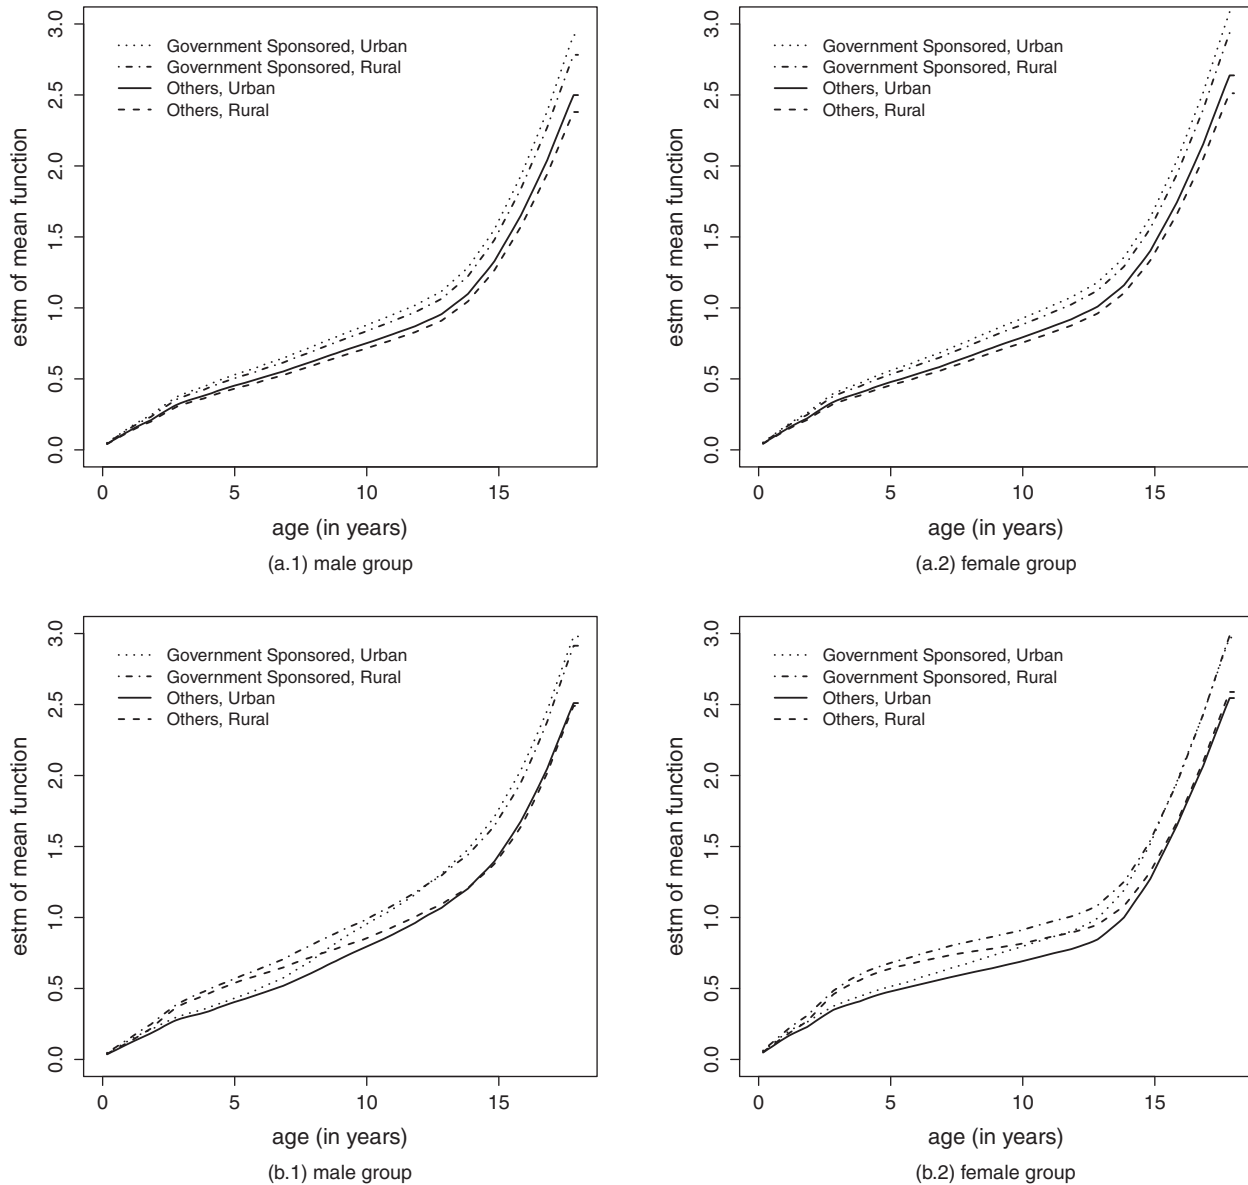 estm of mean function
3.0
2.5
2.0
1.5
1.0
0.5
0.0
Government Sponsored, Urban
Government Sponsored, Rural
Others, Urban
Others, Rural
0 5 10 15
age (in years)
(a.1) male group
estm of mean function
3.0
2.5
2.0
1.5
1.0
0.5
0.0
Government Sponsored, Urban
Government Sponsored, Rural
Others, Urban
Others, Rural
0 5 10 15
age (in years)
(a.2) female group
estm of mean function
3.0
2.5
2.0
1.5
1.0
0.5
0.0
Government Sponsored, Urban
Government Sponsored, Rural
Others, Urban
Others, Rural
0 5 10 15
age (in years)
(b.1) male group
estm of mean function
3.0
2.5
2.0
1.5
1.0
0.5
0.0
Government Sponsored, Urban
Government Sponsored, Rural
Others, Urban
Others, Rural
0 5 10 15
age (in years)
(b.2) female group